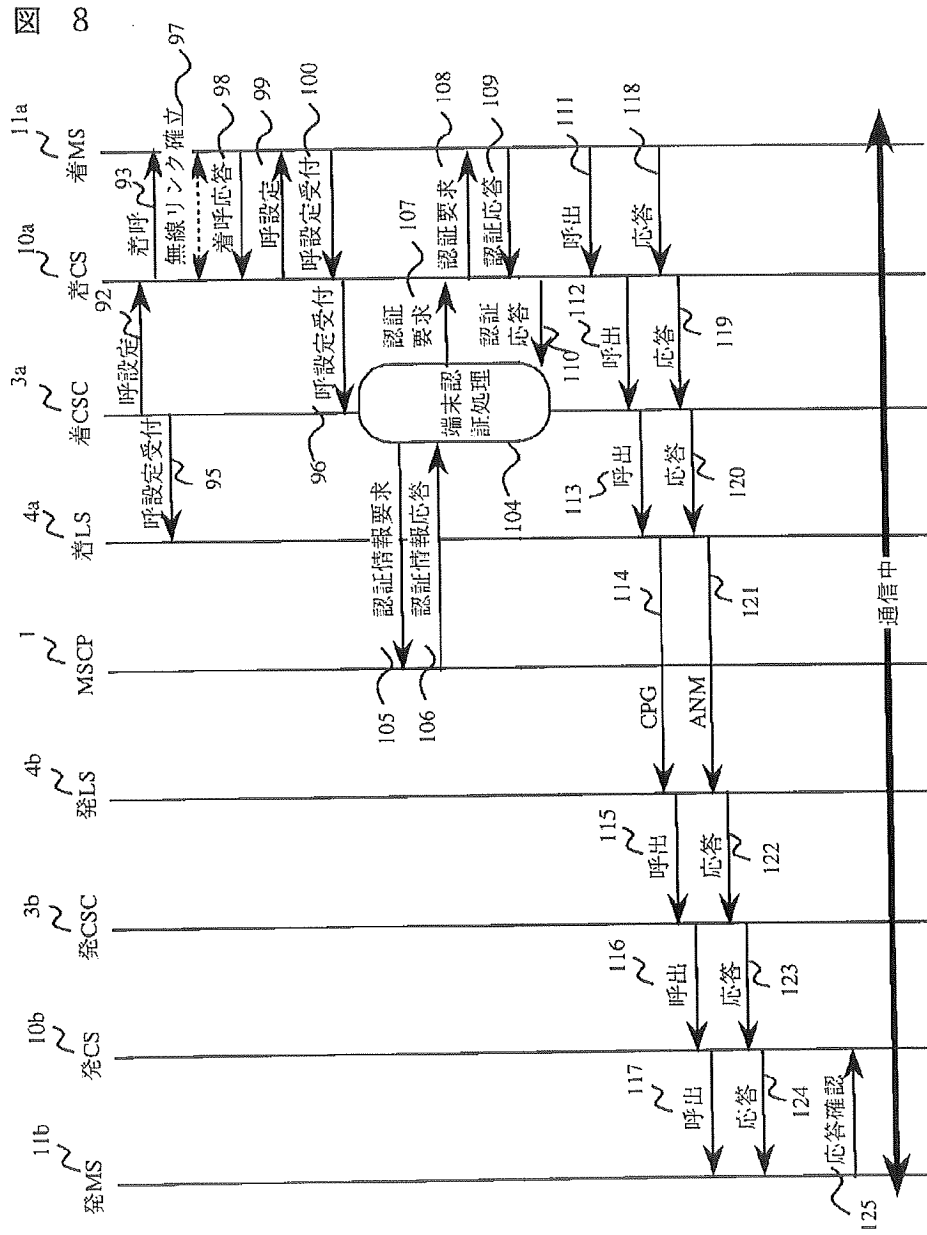 図 8
発MS 11b
発CS 10b
発CSC 3b
発LS 4b
MSCP 1
着LS 4a
着CSC 3a
着CS 10a
着MS 11a
呼設定 92
着呼 93
呼設定受付 95
無線リンク確立 97
着呼応答 98
呼設定 99
呼設定受付 100
呼設定受付 96
端末認
証処理
104
認証情報要求 105
認証情報応答 106
認証
要求
107
認証要求 108
認証応答 109
認証
応答
110
呼出 111
呼出 112
呼出 113
CPG 114
呼出 115
呼出 116
呼出 117
応答 118
応答 119
応答 120
ANM 121
応答 122
応答 123
応答 124
応答確認 125
通信中